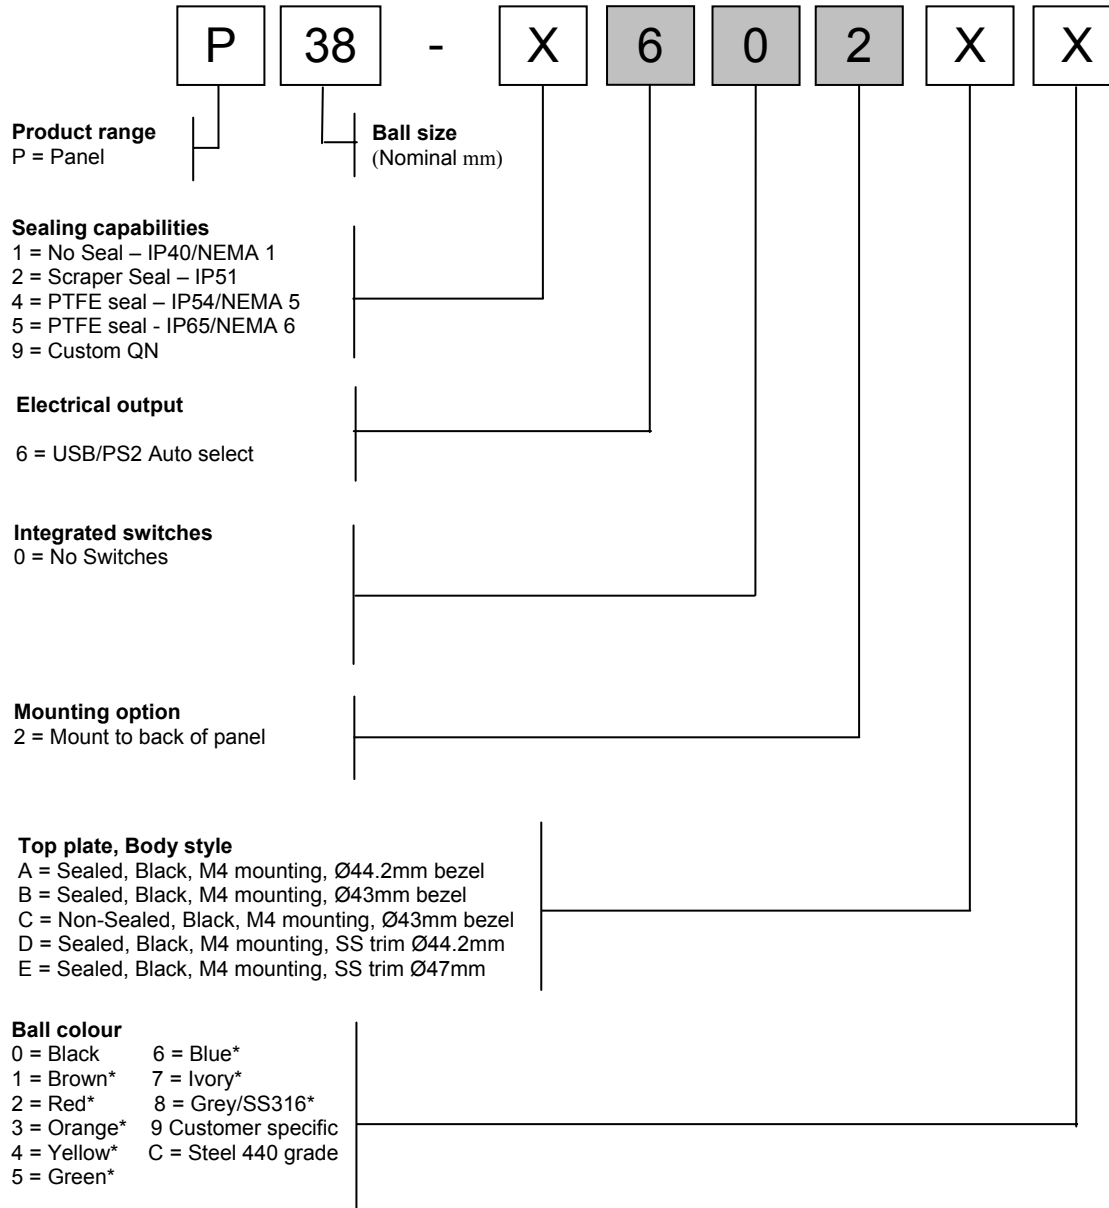 P 38 - X 6 0 2 X X
Product range
P = Panel
Ball size
(Nominal mm)
Sealing capabilities
1 = No Seal – IP40/NEMA 1
2 = Scraper Seal – IP51
4 = PTFE seal – IP54/NEMA 5
5 = PTFE seal - IP65/NEMA 6
9 = Custom QN
Electrical output
6 = USB/PS2 Auto select
Integrated switches
0 = No Switches
Mounting option
2 = Mount to back of panel
Top plate, Body style
A = Sealed, Black, M4 mounting, Ø44.2mm bezel
B = Sealed, Black, M4 mounting, Ø43mm bezel
C = Non-Sealed, Black, M4 mounting, Ø43mm bezel
D = Sealed, Black, M4 mounting, SS trim Ø44.2mm
E = Sealed, Black, M4 mounting, SS trim Ø47mm
Ball colour
0 = Black 6 = Blue*
1 = Brown* 7 = Ivory*
2 = Red* 8 = Grey/SS316*
3 = Orange* 9 Customer specific
4 = Yellow* C = Steel 440 grade
5 = Green*